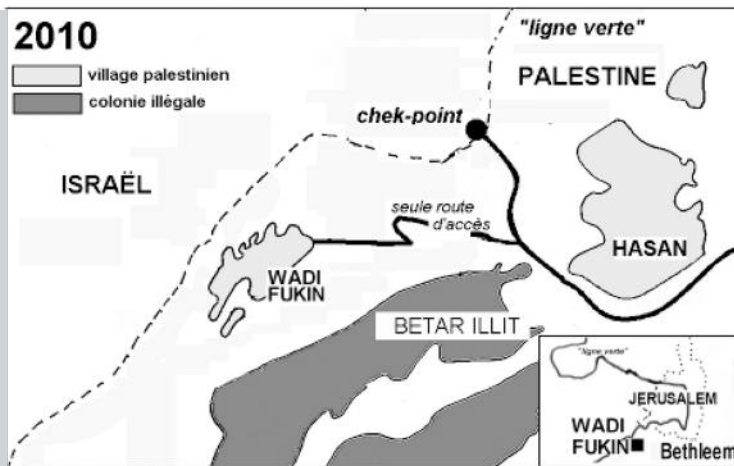 2010
village palestinien
colonie illégale
"ligne verte"
PALESTINE
chek-point
ISRAËL
seule route
d'accès
HASAN
WADI
FUKIN
BETAR ILLIT
"ligne verte"
JERUSALEM
WADI
FUKIN
Bethleem